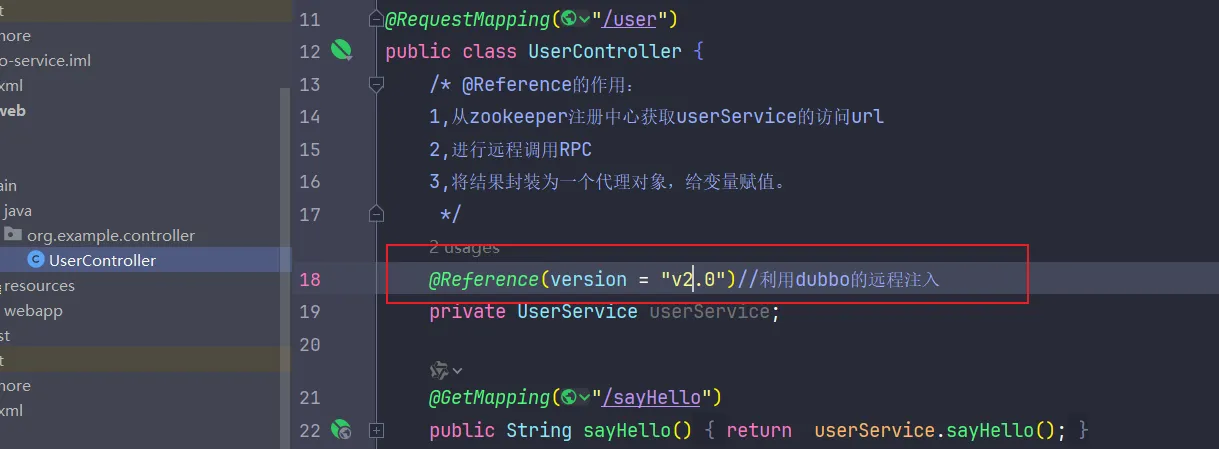 11 @RequestMapping("/user")
nore
12 public class UserController {
o-service.iml
13 /* @Reference的作用：
xml
14 1,从zookeeper注册中心获取userService的访问url
web
15 2,进行远程调用RPC
16 3,将结果封装为一个代理对象，给变量赋值。
ain
java
17 */
org.example.controller
2 usages
UserController
18 @Reference(version = "v2.0")//利用dubbo的远程注入
resources
webapp
19 private UserService userService;
st
20
nore
21 @GetMapping("/sayHello")
xml
22 public String sayHello() { return userService.sayHello(); }